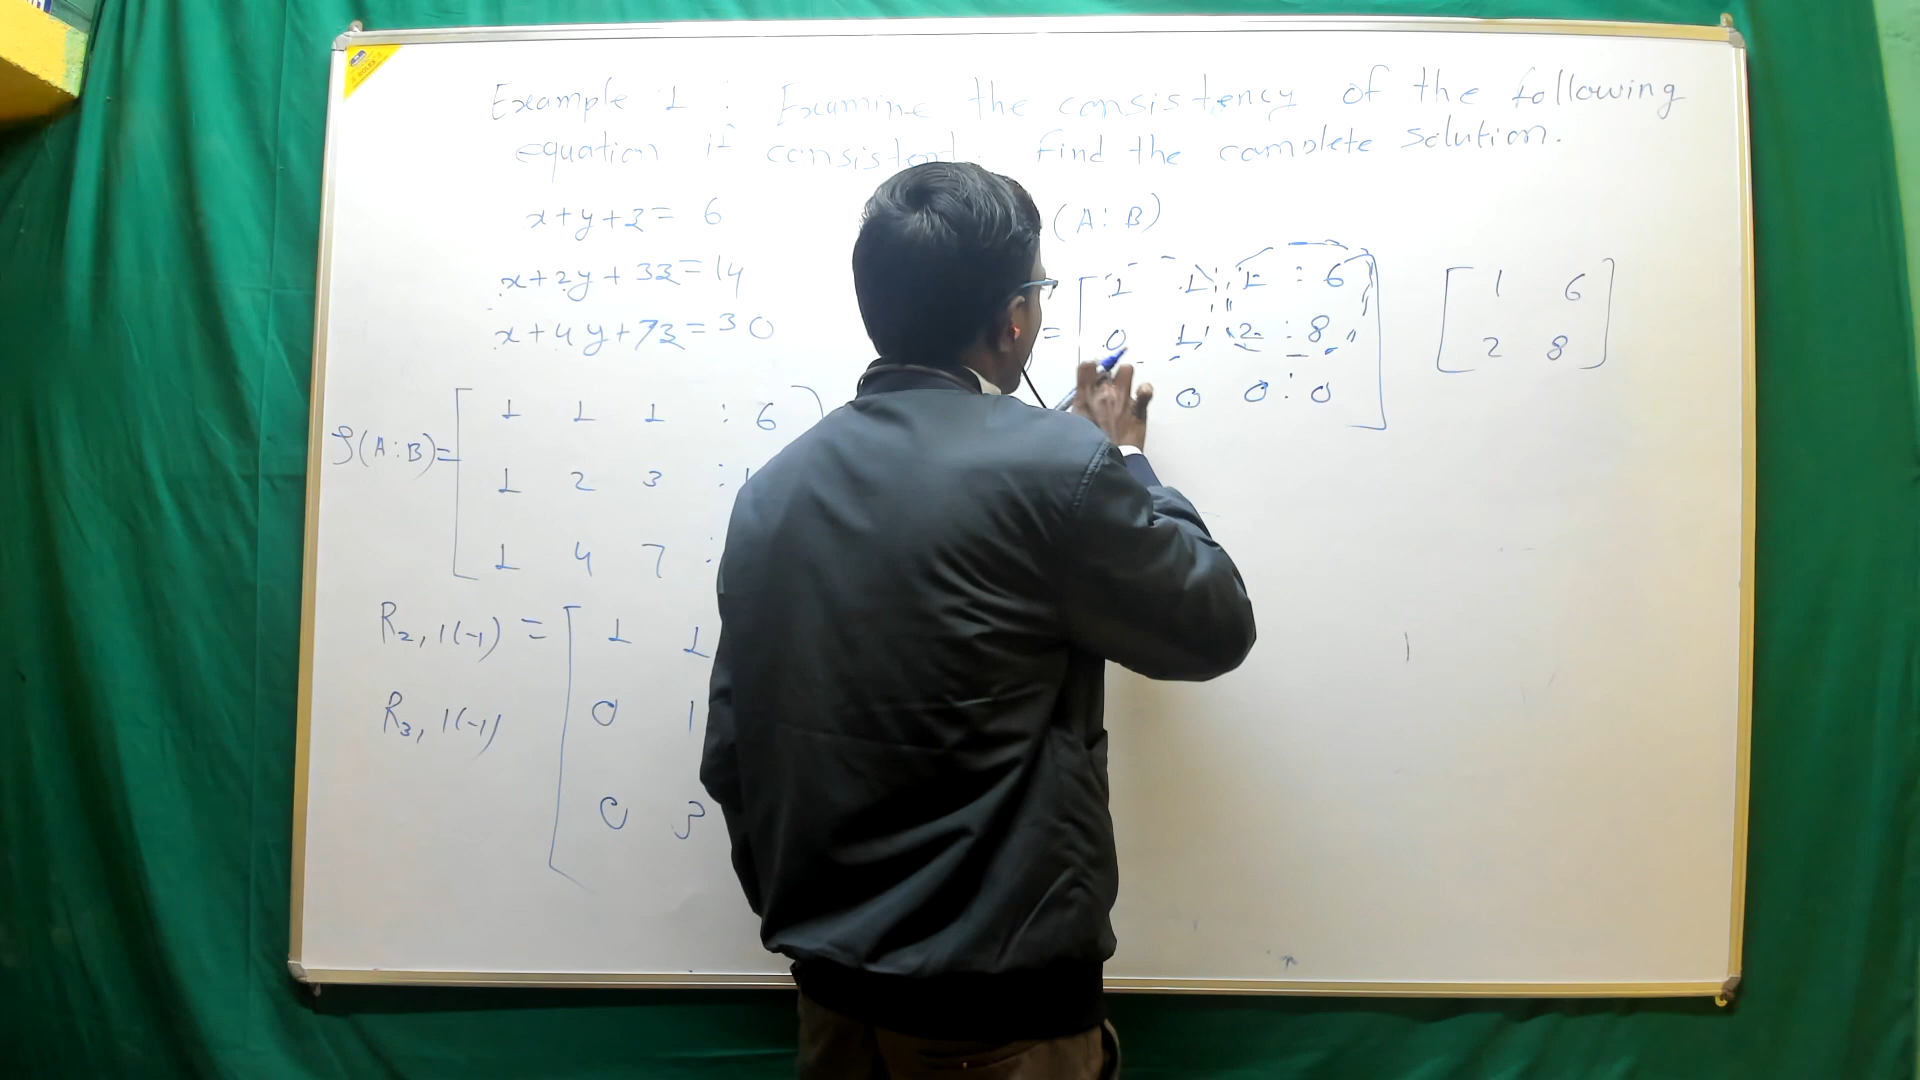 Example 1 : Examine the consistency of the following
equation if consistent. Find the complete solution.
x+y+z= 6
x+2y+3z=14
x+4y+7z=30
ρ(A:B)=
1 1 1 : 6
1 2 3 :
1 4 7 :
R2, 1(-1) =
R3, 1(-1)
1 1
0 1
0 3
(A:B)
=
1 1 1 : 6
0 1 2 : 8
0 0 : 0
1 6
2 8
ROLEX